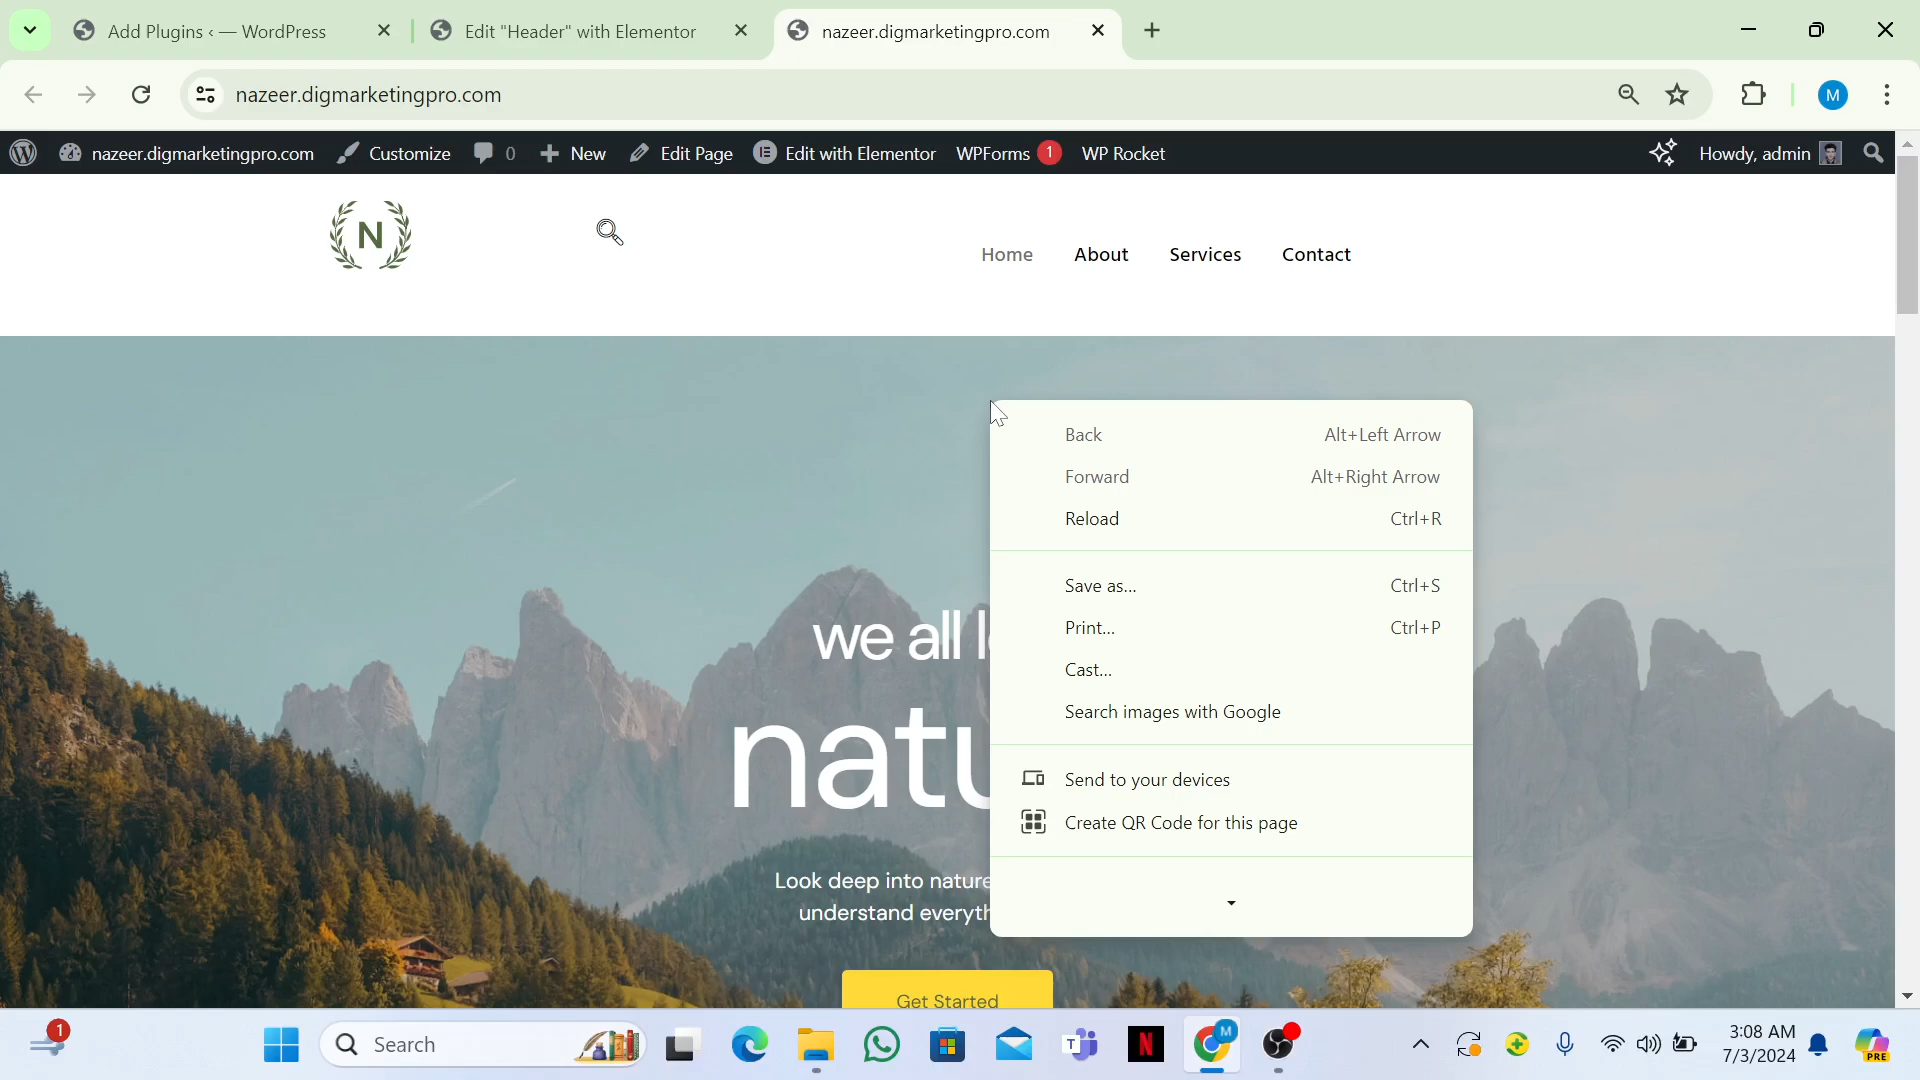 Add Plugins ‹ — WordPress
Edit "Header" with Elementor
nazeer.digmarketingpro.com
nazeer.digmarketingpro.com
M
nazeer.digmarketingpro.com
Customize
0
New
Edit Page
Edit with Elementor
WPForms 1
WP Rocket
Howdy, admin
N
Home
About
Services
Contact
Back Alt+Left Arrow
Forward Alt+Right Arrow
Reload Ctrl+R
Save as... Ctrl+S
Print... Ctrl+P
Cast...
Search images with Google
Send to your devices
Create QR Code for this page
we all
Look deep into nature
Get Started
1
Search
N
M
3:08 AM
7/3/2024
PRE